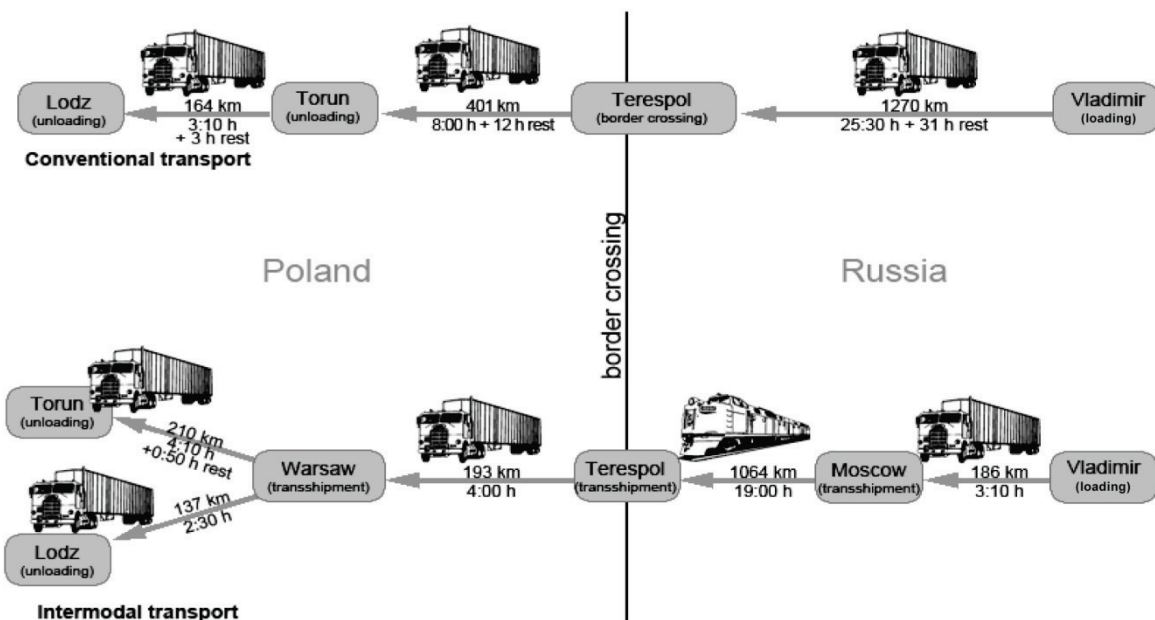 Lodz
(unloading)
164 km
3:10 h
+ 3 h rest
Torun
(unloading)
401 km
8:00 h + 12 h rest
Terespol
(border crossing)
1270 km
25:30 h + 31 h rest
Vladimir
(loading)
Conventional transport
Poland
border crossing
Russia
Torun
(unloading)
210 km
4:10 h
+0:50 h rest
Warsaw
(transshipment)
193 km
4:00 h
Terespol
(transshipment)
1064 km
19:00 h
Moscow
(transshipment)
186 km
3:10 h
Vladimir
(loading)
137 km
2:30 h
Lodz
(unloading)
Intermodal transport